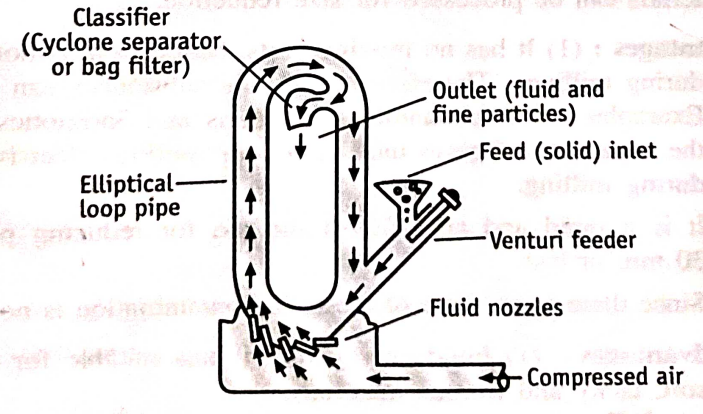 Classifier
(Cyclone separator
or bag filter)
Outlet (fluid and
fine particles)
Feed (solid) inlet
Elliptical
loop pipe
Venturi feeder
Fluid nozzles
Compressed air